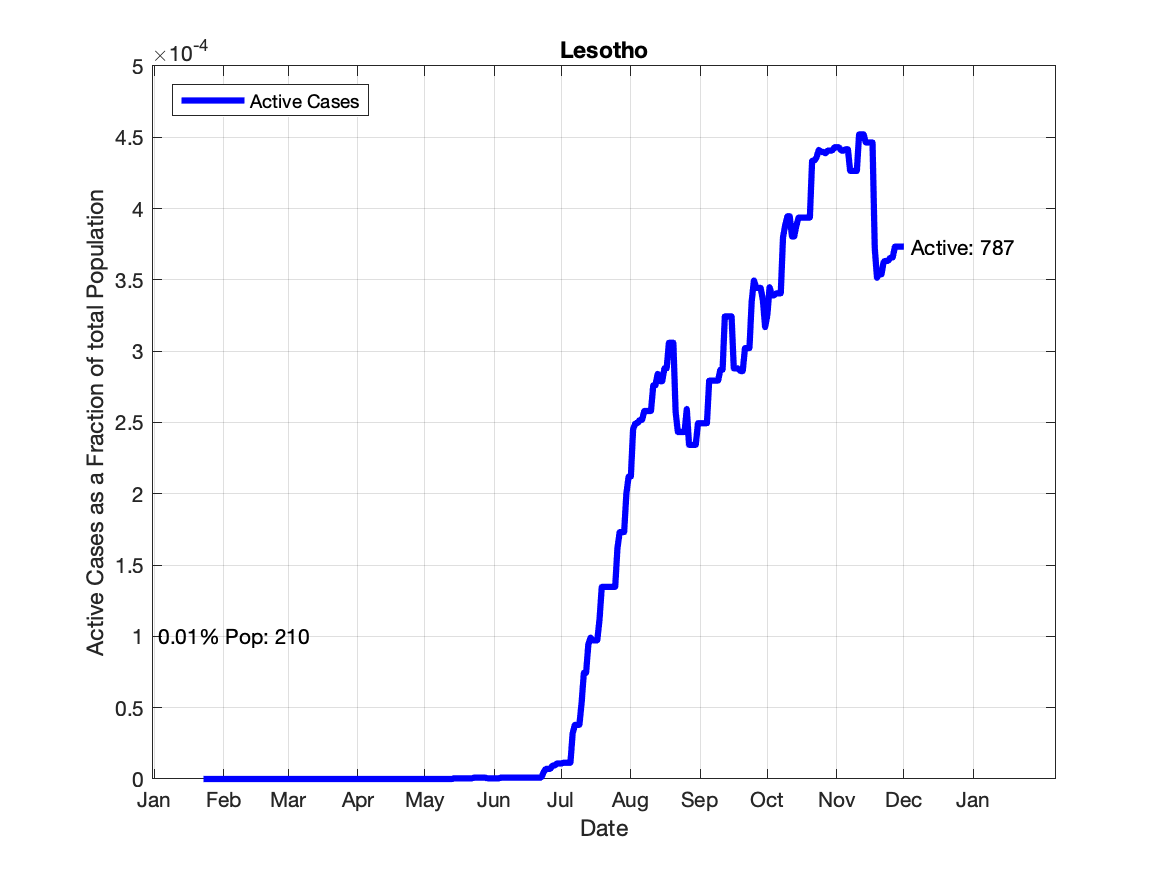 Lesotho
×10⁻⁴
Active Cases
5
4.5
4
3.5
3
2.5
2
1.5
1
0.5
0
Active Cases as a Fraction of total Population
Active: 787
0.01% Pop: 210
Jan Feb Mar Apr May Jun Jul Aug Sep Oct Nov Dec Jan
Date